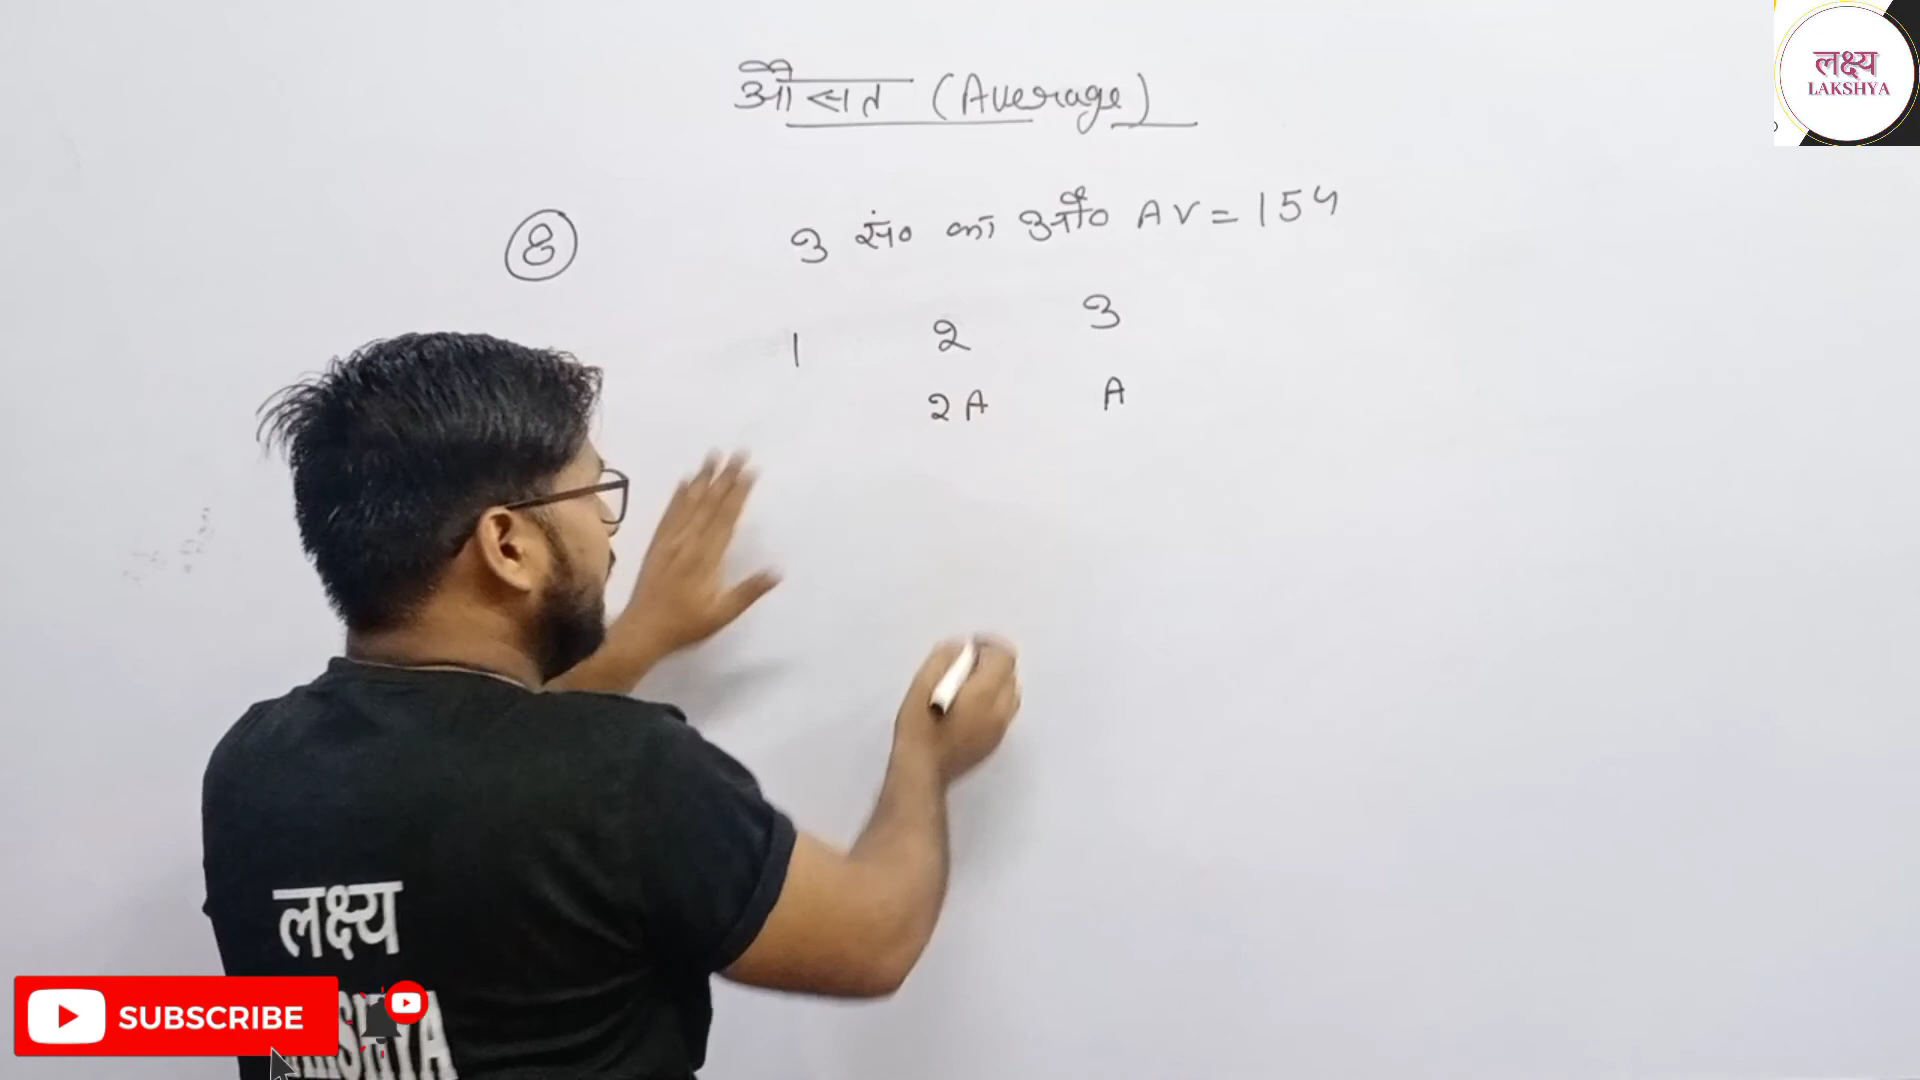 औसत (Average)
8
3 सं० का औ० AV = 154
1 2 3
2A A
लक्ष्य
LAKSHYA
लक्ष्य
SUBSCRIBE